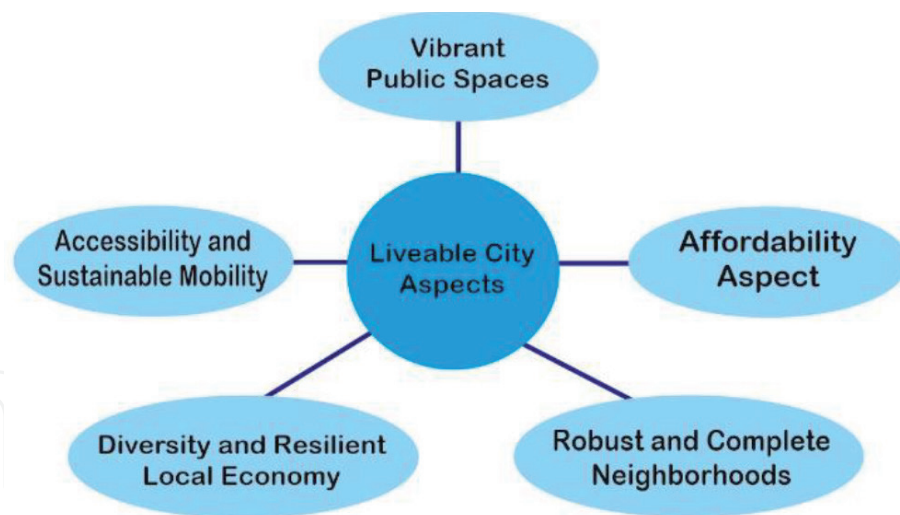 Vibrant
Public Spaces
Accessibility and
Sustainable Mobility
Liveable City
Aspects
Affordability
Aspect
Diversity and Resilient
Local Economy
Robust and Complete
Neighborhoods